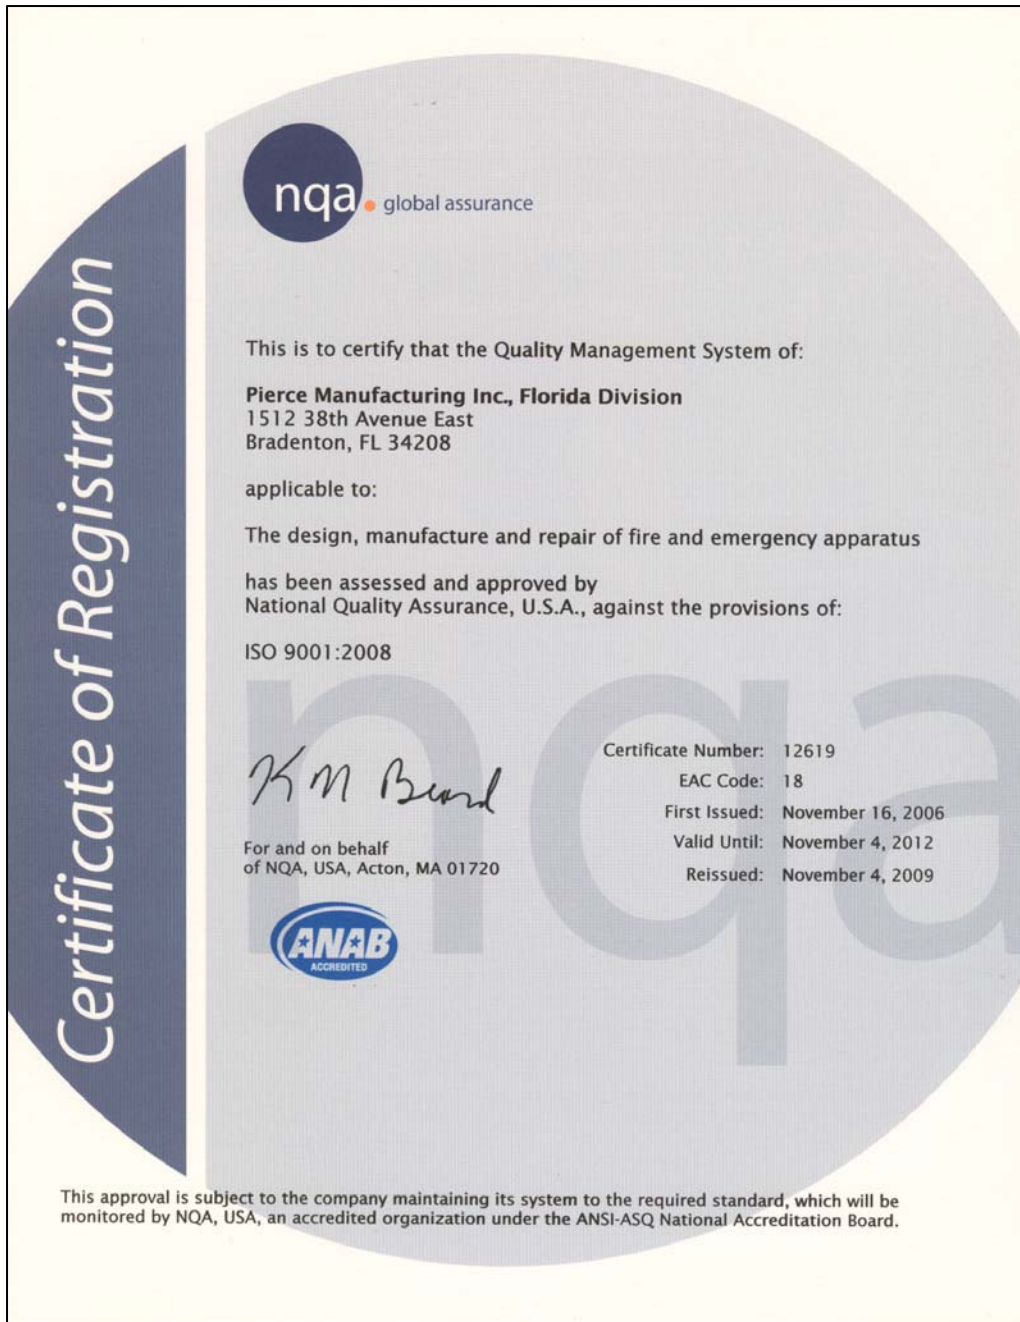 Certificate of Registration
nqa. global assurance
This is to certify that the Quality Management System of:
Pierce Manufacturing Inc., Florida Division
1512 38th Avenue East
Bradenton, FL 34208
applicable to:
The design, manufacture and repair of fire and emergency apparatus
has been assessed and approved by
National Quality Assurance, U.S.A., against the provisions of:
ISO 9001:2008
nqa
K M Beard
For and on behalf
of NQA, USA, Acton, MA 01720
Certificate Number: 12619
EAC Code: 18
First Issued: November 16, 2006
Valid Until: November 4, 2012
Reissued: November 4, 2009
ANAB
ACCREDITED
This approval is subject to the company maintaining its system to the required standard, which will be
monitored by NQA, USA, an accredited organization under the ANSI-ASQ National Accreditation Board.